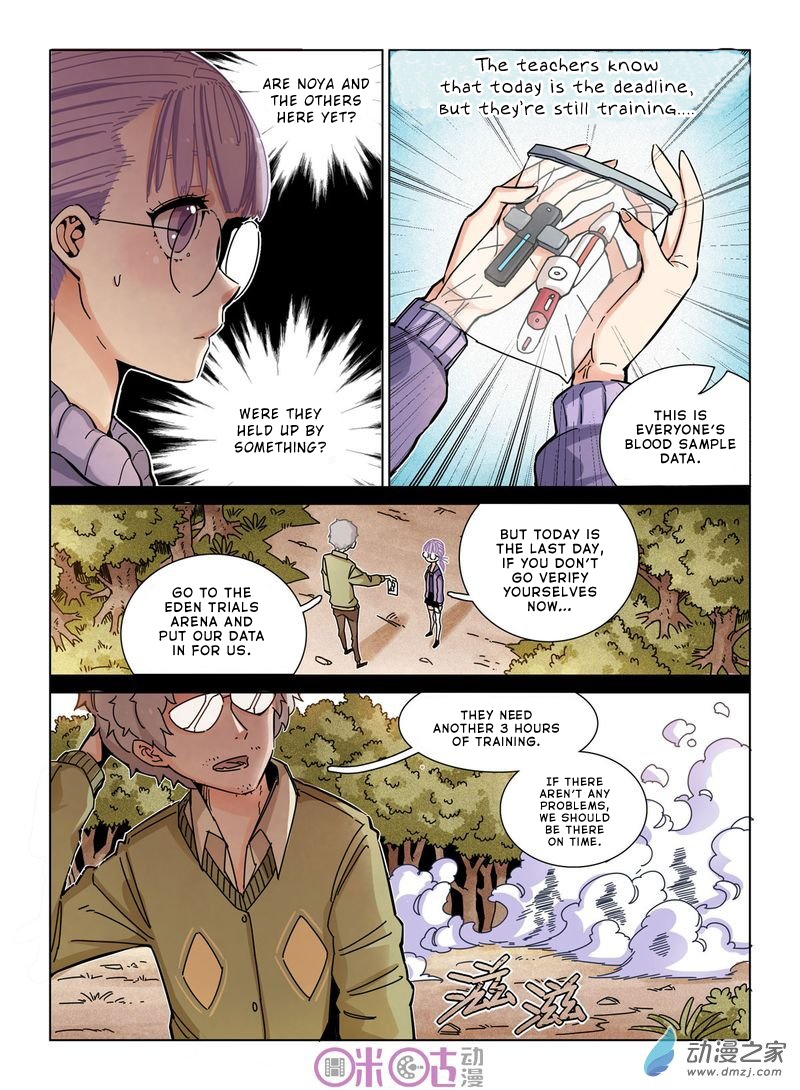 ARE NOYA AND
THE OTHERS
HERE YET?
WERE THEY
HELD UP BY
SOMETHING?
The teachers know
that today is the deadline,
But they're still training....
THIS IS
EVERYONE'S
BLOOD SAMPLE
DATA.
GO TO THE
EDEN TRIALS
ARENA AND
PUT OUR DATA
IN FOR US.
BUT TODAY IS
THE LAST DAY,
IF YOU DON'T
GO VERIFY
YOURSELVES
NOW...
THEY NEED
ANOTHER 3 HOURS
OF TRAINING.
IF THERE
AREN'T ANY
PROBLEMS,
WE SHOULD
BE THERE
ON TIME.
滋滋
咪咕动漫
动漫之家
www.dmzj.com